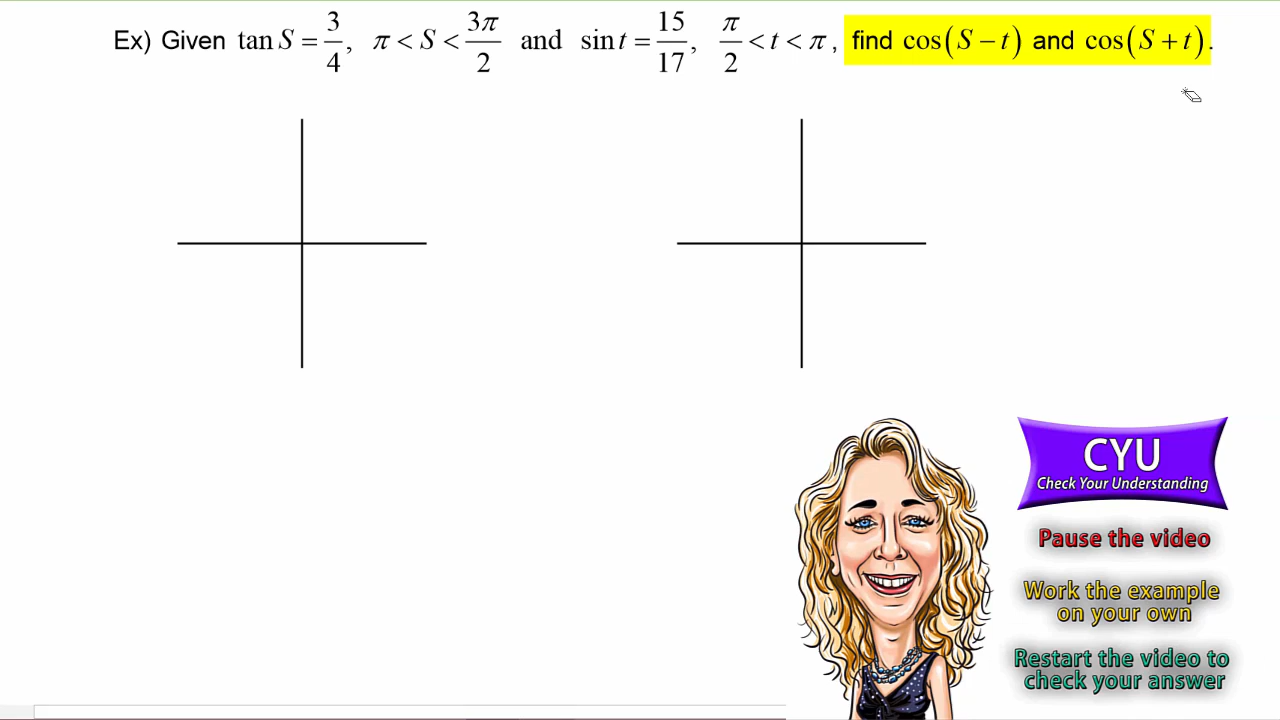 Ex) Given tan S = 3/4, π < S < 3π/2 and sin t = 15/17, π/2 < t < π, find cos(S − t) and cos(S + t).
CYU
Check Your Understanding
Pause the video
Work the example
on your own
Restart the video to
check your answer